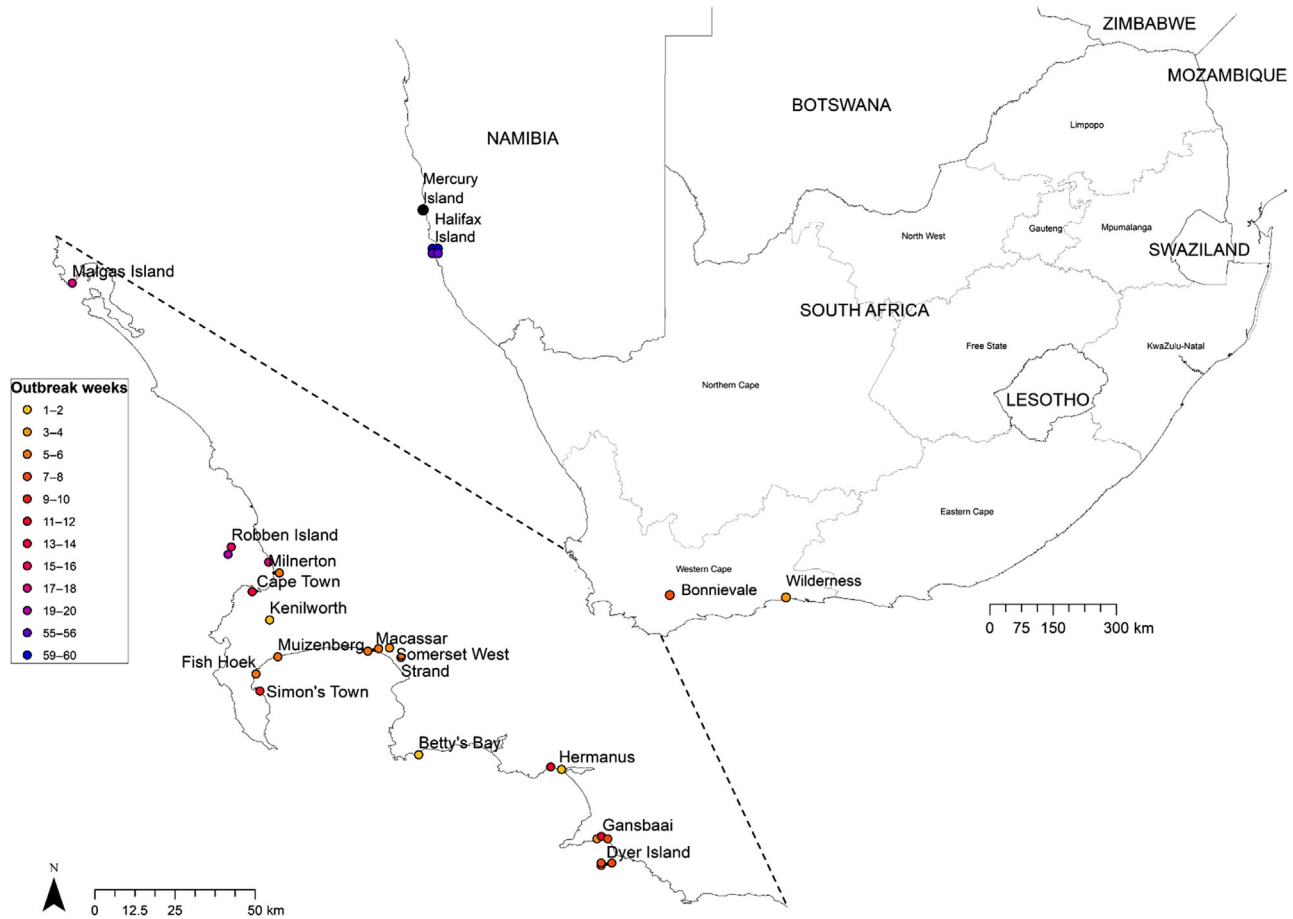 ZIMBABWE
MOZAMBIQUE
BOTSWANA
NAMIBIA
Limpopo
Mercury
Island
Halifax
Island
North West
Gauteng
Mpumalanga
SWAZILAND
Malgas Island
SOUTH AFRICA
Free State
KwaZulu-Natal
Northern Cape
LESOTHO
Outbreak weeks
1–2
3–4
5–6
7–8
9–10
11–12
13–14
15–16
17–18
19–20
55–56
59–60
Eastern Cape
Robben Island
Milnerton
Cape Town
Kenilworth
Western Cape
Bonnievale
Wilderness
0 75 150 300 km
Muizenberg
Macassar
Somerset West
Strand
Fish Hoek
Simon's Town
Betty's Bay
Hermanus
Gansbaai
Dyer Island
N
0 12.5 25 50 km